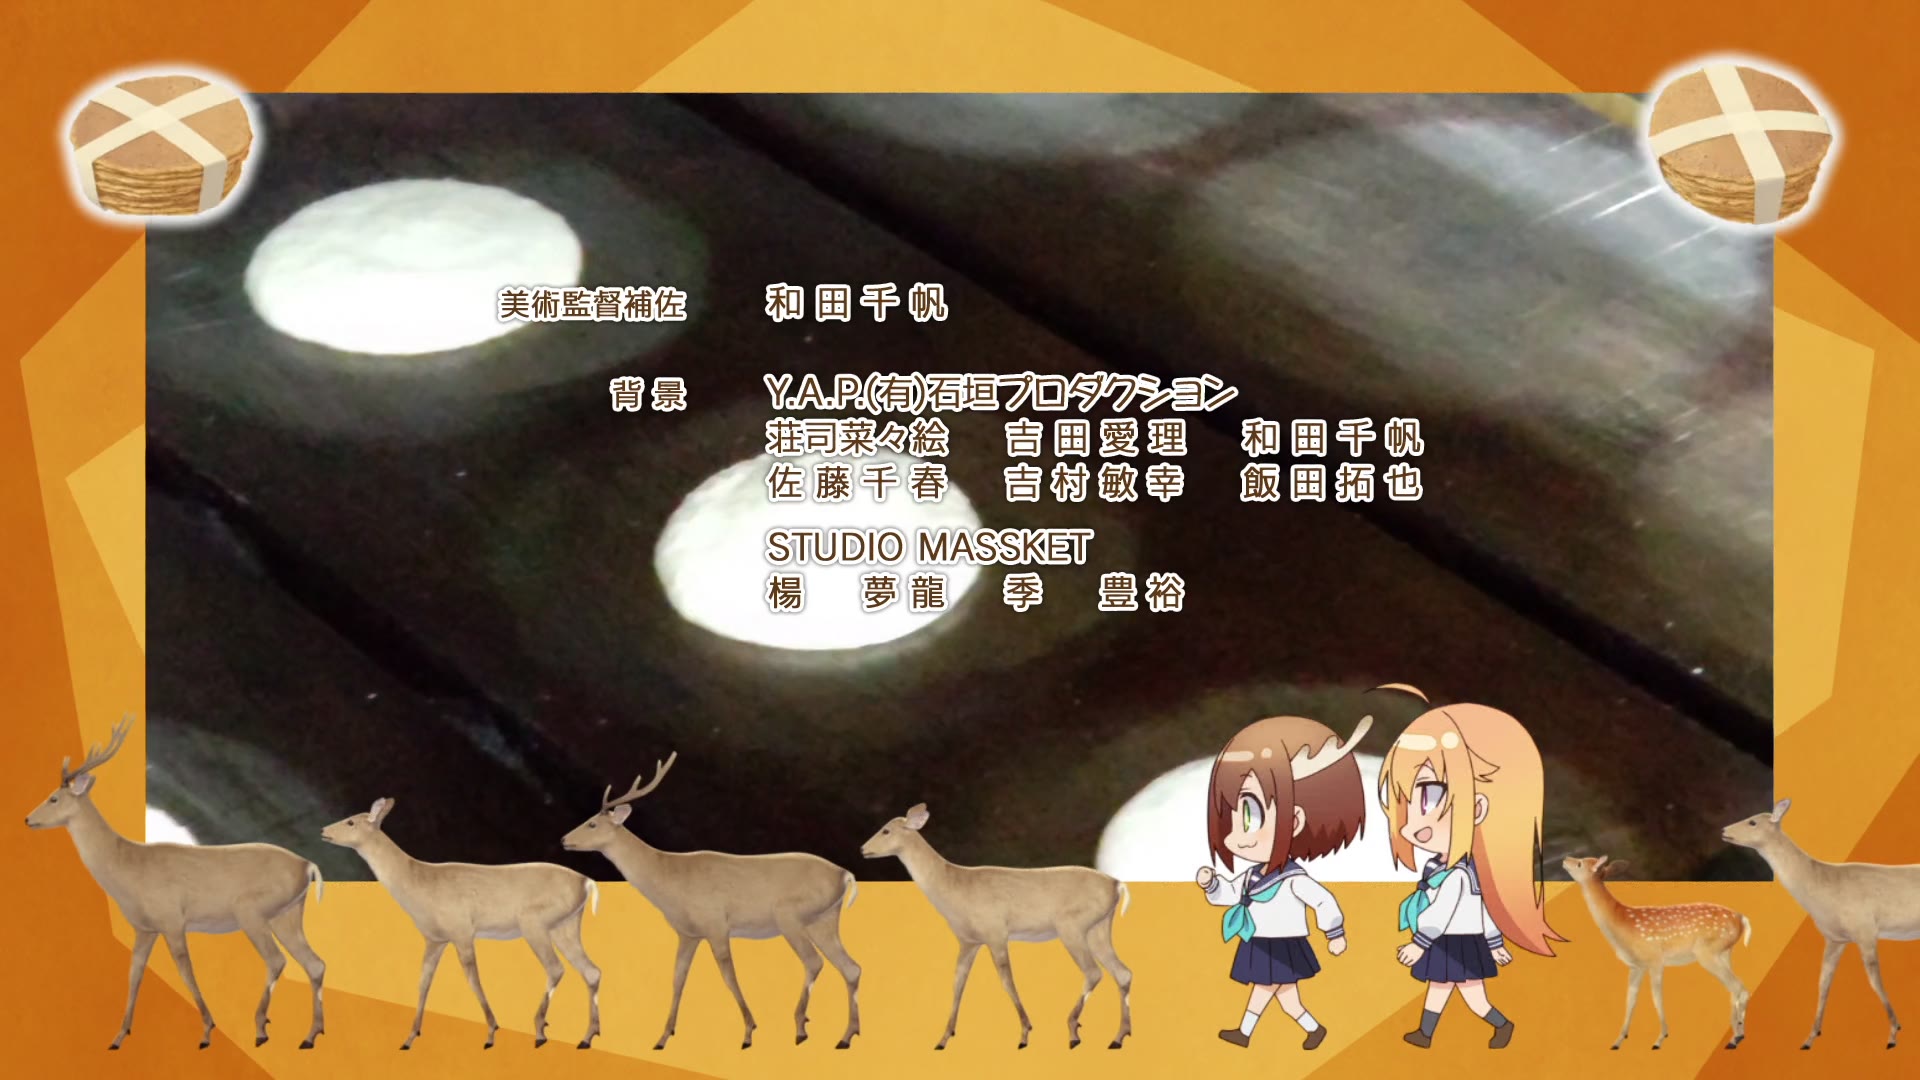 美術監督補佐 和田千帆
背景 Y.A.P.(有)石垣プロダクション
荘司菜々絵 吉田愛理 和田千帆
佐藤千春 吉村敏幸 飯田拓也
STUDIO MASSKET
楊 夢龍 季 豊裕